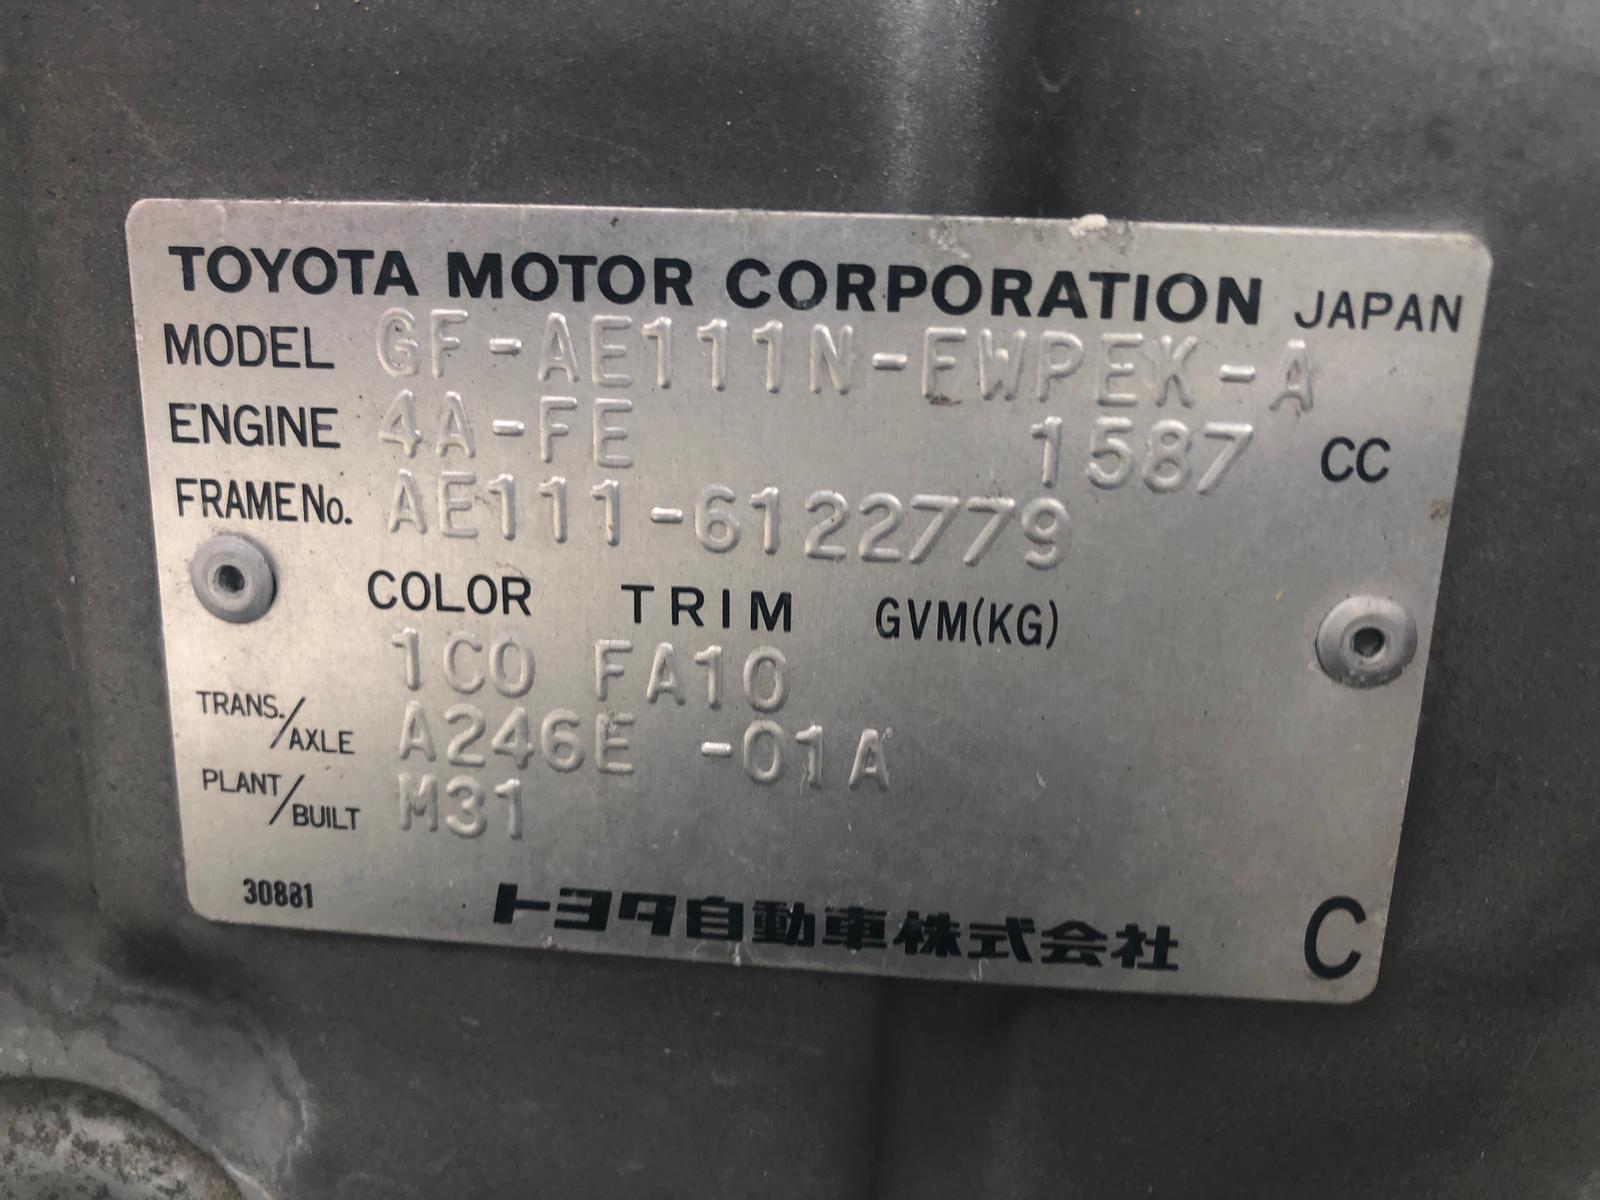 TOYOTA MOTOR CORPORATION JAPAN
MODEL GF-AE111N-EWPEK-A
ENGINE 4A-FE 1587 CC
FRAME No. AE111-6122779
COLOR TRIM GVM(KG)
1C0 FA10
TRANS./AXLE A246E -01A
PLANT/BUILT M31
30881 トヨタ自動車株式会社 C